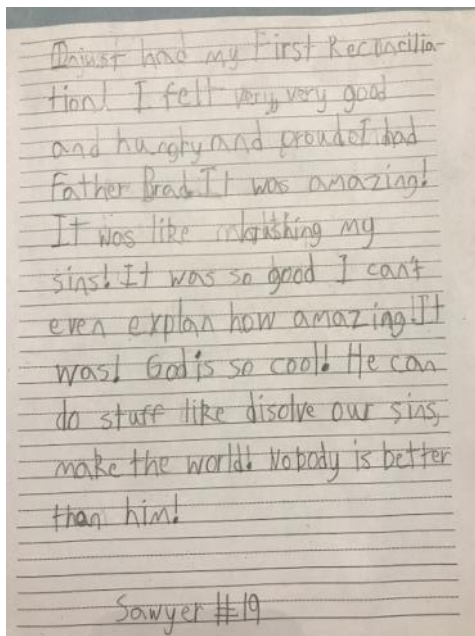 I just had my First Reconcilia-
tion! I felt very, very good
and hungry and proud I had
Father Brad. It was amazing!
It was like washing my
sins! It was so good I can't
even explan how amazing It
was! God is so cool! He can
do stuff like disolve our sins,
make the world! Nobody is better
than him!
Sawyer #19